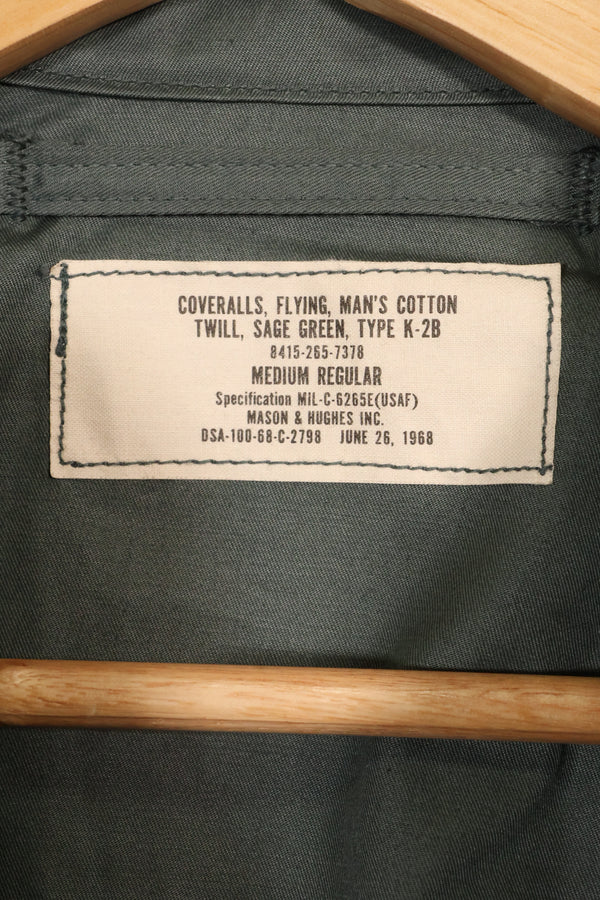 COVERALLS, FLYING, MAN'S COTTON
TWILL, SAGE GREEN, TYPE K-2B
8415-265-7378
MEDIUM REGULAR
Specification MIL-C-6265E(USAF)
MASON & HUGHES INC.
DSA-100-68-C-2798 JUNE 26, 1968